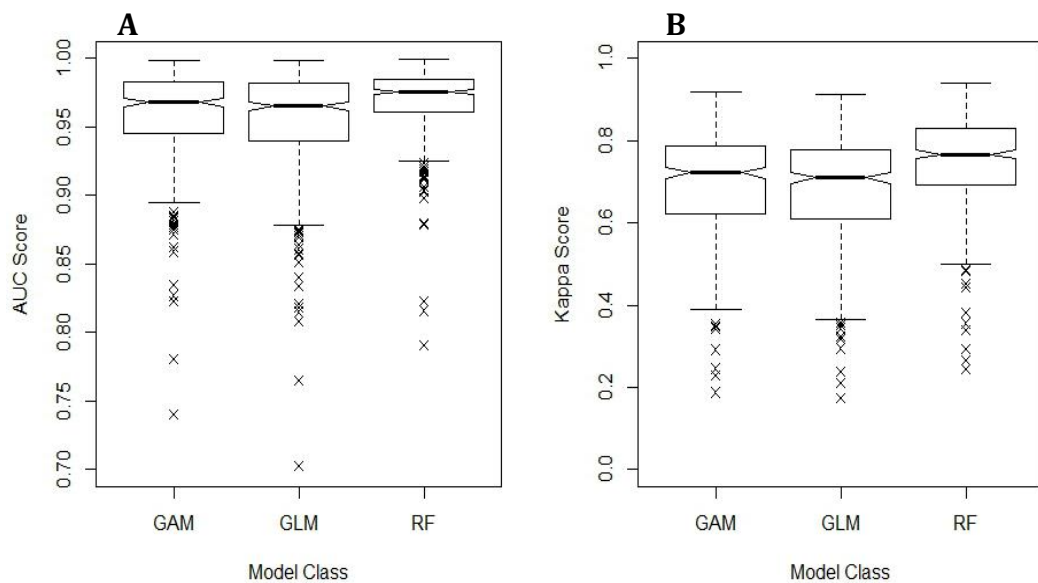 A
AUC Score
1.00
0.95
0.90
0.85
0.80
0.75
0.70
GAM
GLM
RF
Model Class
B
Kappa Score
1.0
0.8
0.6
0.4
0.2
0.0
GAM
GLM
RF
Model Class